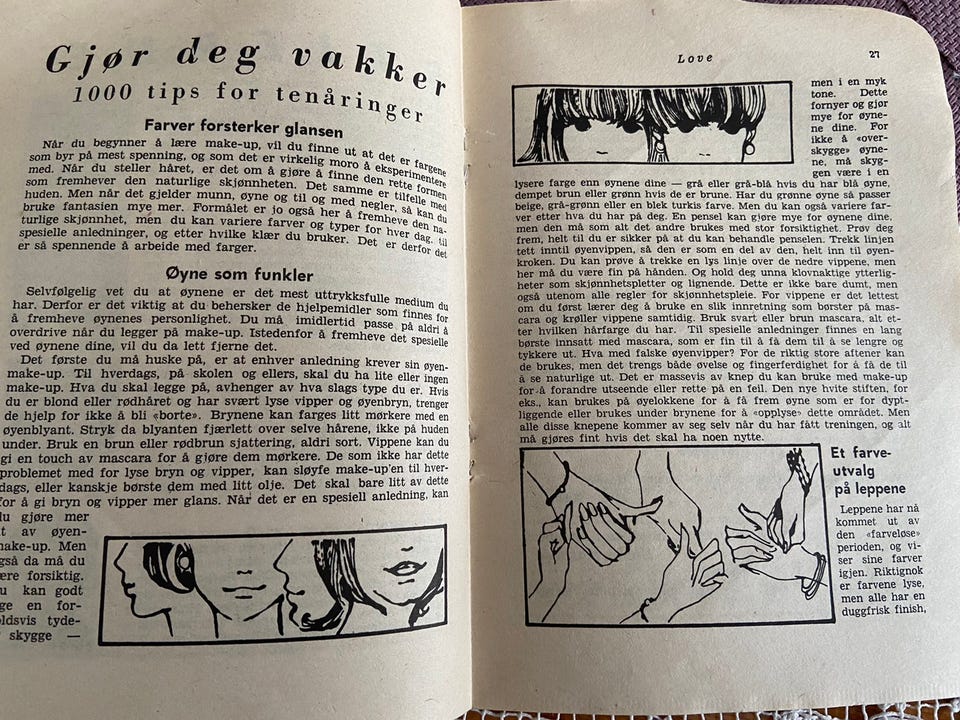 Gjør deg vakker
1000 tips for tenåringer
Farver forsterker glansen
Når du begynner å lære make-up, vil du finne ut at det er fargene
som byr på mest spenning, og som det er virkelig moro å eksperimentere
med. Når du steller håret, er det om å gjøre å finne den rette formen
som fremhever den naturlige skjønnheten. Det samme er tilfelle med
huden. Men når det gjelder munn, øyne og til og med negler, så kan du
bruke fantasien mye mer. Formålet er jo også her å fremheve den na-
turlige skjønnhet, men du kan variere farver og typer for hver dag, til
spesielle anledninger, og etter hvilke klær du bruker. Det er derfor det
er så spennende å arbeide med farger.
Øyne som funkler
Selvfølgelig vet du at øynene er det mest uttrykksfulle medium du
har. Derfor er det viktig at du behersker de hjelpemidler som finnes for
å fremheve øynenes personlighet. Du må imidlertid passe på aldri å
overdrive når du legger på make-up. Istedenfor å fremheve det spesielle
ved øynene dine, vil du da lett fjerne det.
Det første du må huske på, er at enhver anledning krever sin øyen-
make-up. Til hverdags, på skolen og ellers, skal du ha lite eller ingen
make-up. Hva du skal legge på, avhenger av hva slags type du er. Hvis
du er blond eller rødhåret og har svært lyse vipper og øyenbryn, trenger
de hjelp for ikke å bli «borte». Brynene kan farges litt mørkere med en
øyenblyant. Stryk da blyanten fjærlett over selve hårene, ikke på huden
under. Bruk en brun eller rødbrun sjattering, aldri sort. Vippene kan du
gi en touch av mascara for å gjøre dem mørkere. De som ikke har dette
problemet med for lyse bryn og vipper, kan sløyfe make-up'en til hver-
dags, eller kanskje børste dem med litt olje. Det skal bare litt av dette
for å gi bryn og vipper mer glans. Når det er en spesiell anledning, kan
du gjøre mer
t av øyen-
make-up. Men
gså da må du
ære forsiktig.
u kan godt
ge en for-
oldsvis tyde-
skygge —
Love
27
men i en myk
tone. Dette
fornyer og gjør
mye for øyne-
ne dine. For
ikke å «over-
skygge» øyne-
ne, må skyg-
gen være i en
lysere farge enn øynene dine — grå eller grå-blå hvis du har blå øyne,
dempet brun eller grønn hvis de er brune. Har du grønne øyne så passer
beige, grå-grønn eller en blek turkis farge. Men du kan også variere far-
ver etter hva du har på deg. En pensel kan gjøre mye for øynene dine,
men den må som alt det andre brukes med stor forsiktighet. Prøv deg
frem, helt til du er sikker på at du kan behandle penselen. Trekk linjen
tett inntil øyenvippen, så den er som en del av den, helt inn til øyen-
kroken. Du kan prøve å trekke en lys linje over de nedre vippene, men
her må du være fin på hånden. Og hold deg unna klovnaktige ytterlig-
heter som skjønnhetspletter og lignende. Dette er ikke bare dumt, men
også utenom alle regler for skjønnhetspleie. For vippene er det lettest
om du først lærer deg å bruke en slik innretning som børster på mas-
cara og krøller vippene samtidig. Bruk svart eller brun mascara, alt et-
ter hvilken hårfarge du har. Til spesielle anledninger finnes en lang
børste innsatt med mascara, som er fin til å få dem til å se lengre og
tykkere ut. Hva med falske øyenvipper? For de riktig store aftener kan
de brukes, men det trengs både øvelse og fingerferdighet for å få de til
å se naturlige ut. Det er massevis av knep du kan bruke med make-up
for å forandre utseende eller rette på en feil. Den nye hvite stiften, for
eks., kan brukes på øyelokkene for å få frem øyne som er for dypt-
liggende eller brukes under brynene for å «opplyse» dette området. Men
alle disse knepene kommer av seg selv når du har fått treningen, og alt
må gjøres fint hvis det skal ha noen nytte.
Et farve-
utvalg
på leppene
Leppene har nå
kommet ut av
den «farveløse»
perioden, og vi-
ser sine farver
igjen. Riktignok
er farvene lyse,
men alle har en
duggfrisk finish,